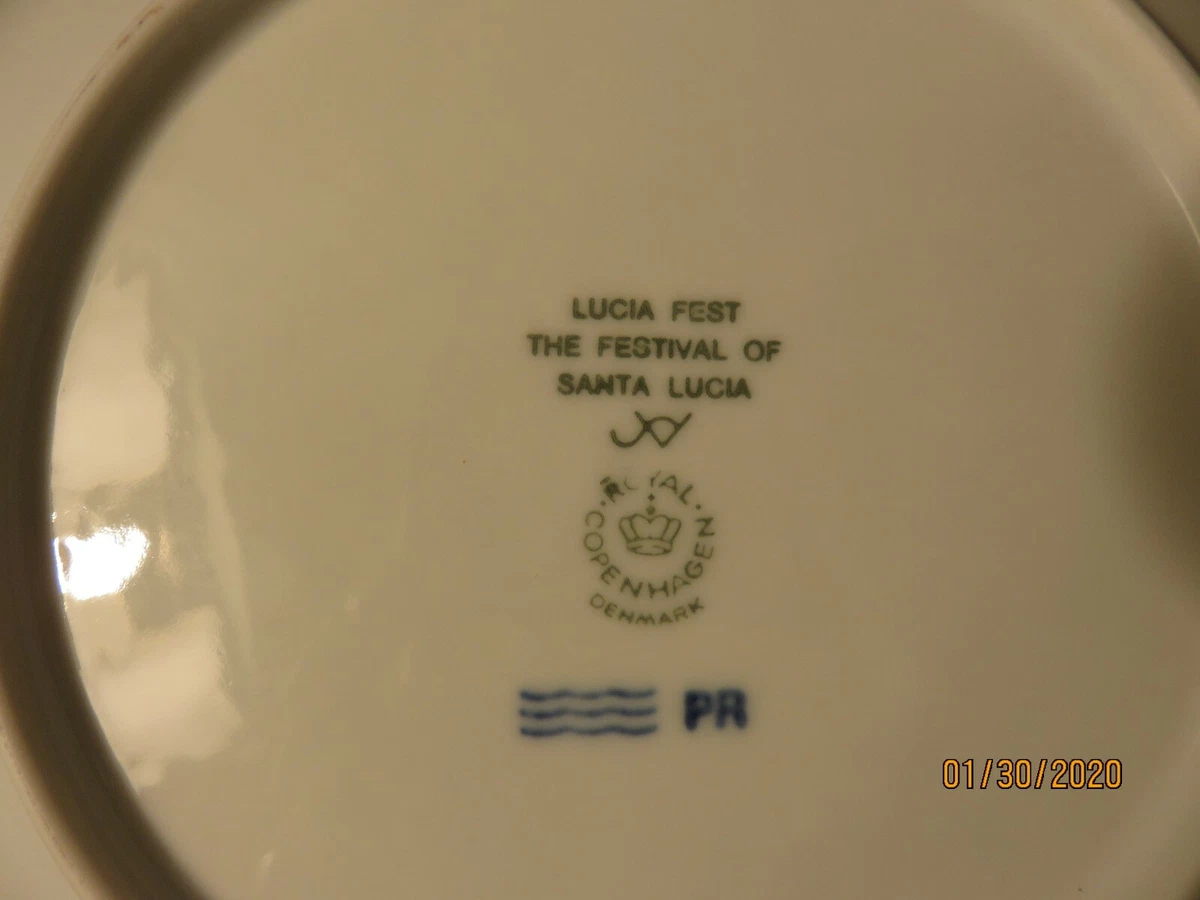 LUCIA FEST
THE FESTIVAL OF
SANTA LUCIA
ROYAL
COPENHAGEN
DENMARK
PR
01/30/2020